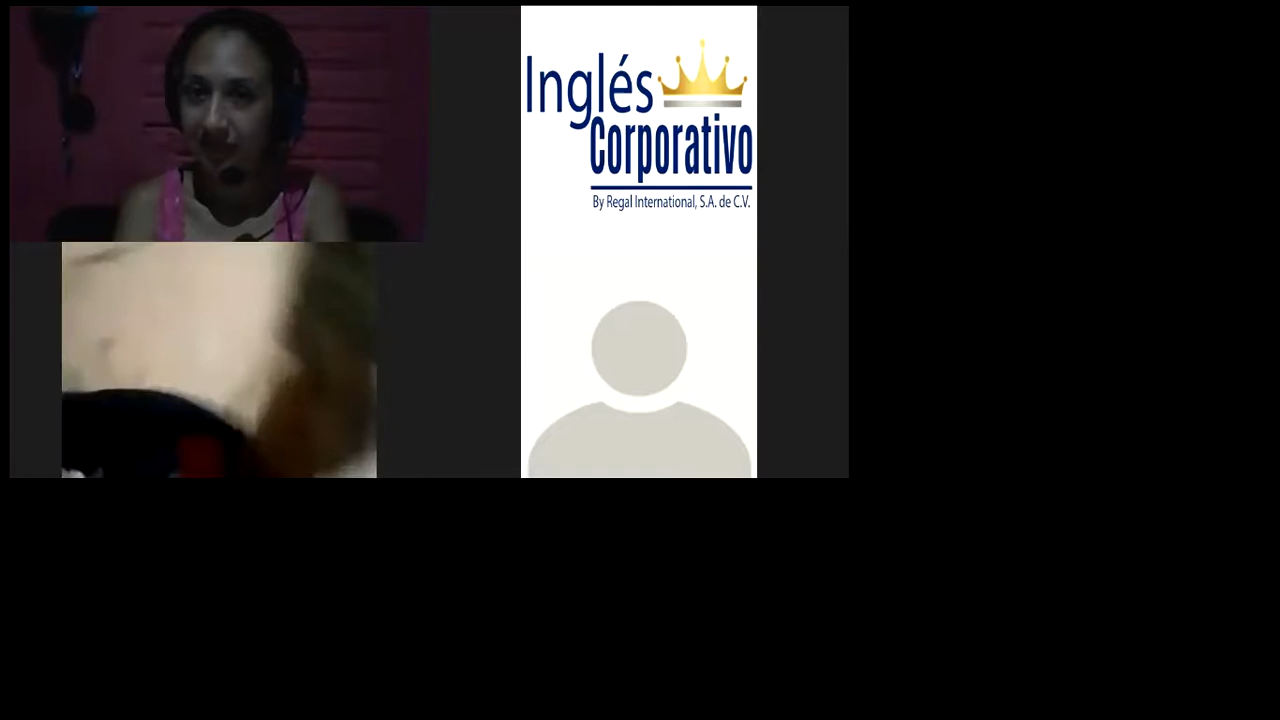 Inglés
Corporativo
By Regal International, S.A. de C.V.